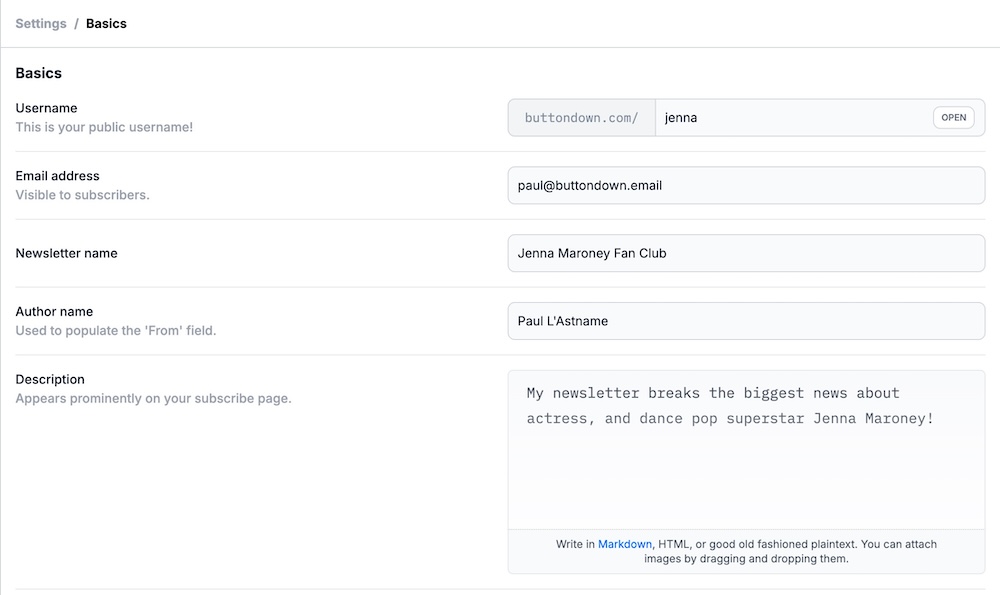 Settings / Basics
Basics
Username
This is your public username!
buttondown.com/ jenna OPEN
Email address
Visible to subscribers.
paul@buttondown.email
Newsletter name
Jenna Maroney Fan Club
Author name
Used to populate the 'From' field.
Paul L'Astname
Description
Appears prominently on your subscribe page.
My newsletter breaks the biggest news about
actress, and dance pop superstar Jenna Maroney!
Write in Markdown, HTML, or good old fashioned plaintext. You can attach
images by dragging and dropping them.